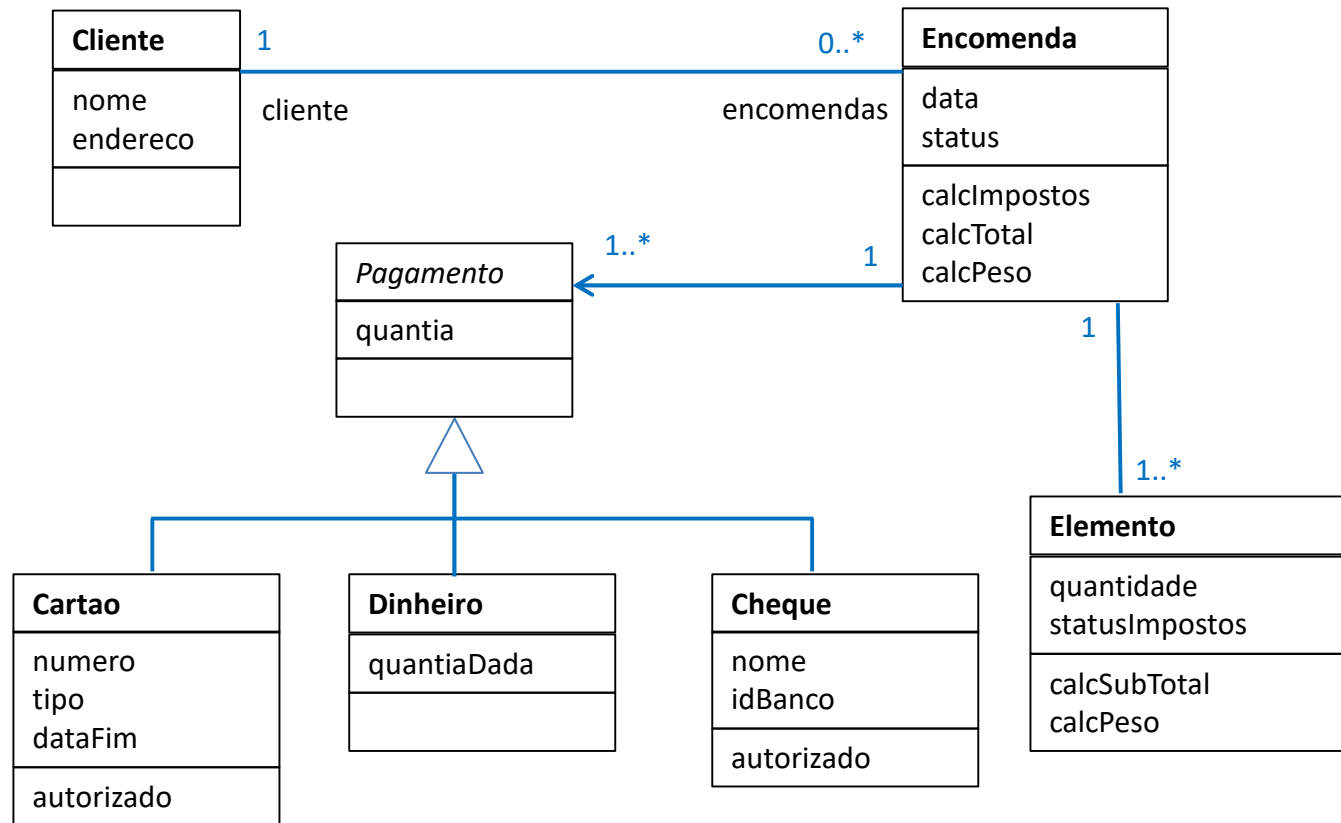 Cliente
nome
endereco
1
0..*
cliente
encomendas
Encomenda
data
status
calcImpostos
calcTotal
calcPeso
1..*
1
Pagamento
quantia
1
1..*
Cartao
numero
tipo
dataFim
autorizado
Dinheiro
quantiaDada
Cheque
nome
idBanco
autorizado
Elemento
quantidade
statusImpostos
calcSubTotal
calcPeso